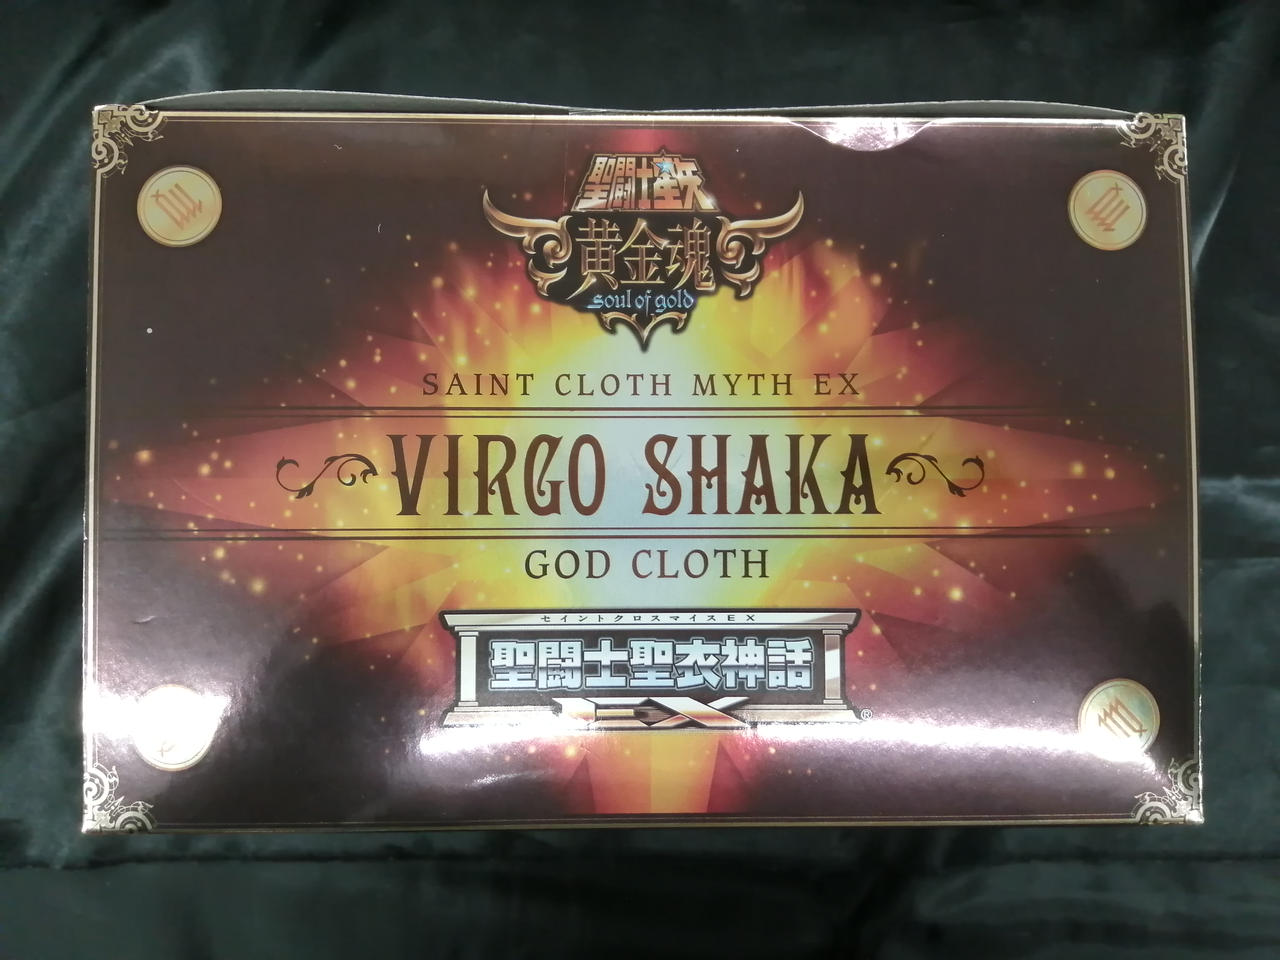 聖闘士星矢
黄金魂
soul of gold
SAINT CLOTH MYTH EX
VIRGO SHAKA
GOD CLOTH
セイントクロスマイスEX
聖闘士聖衣神話
EX
®